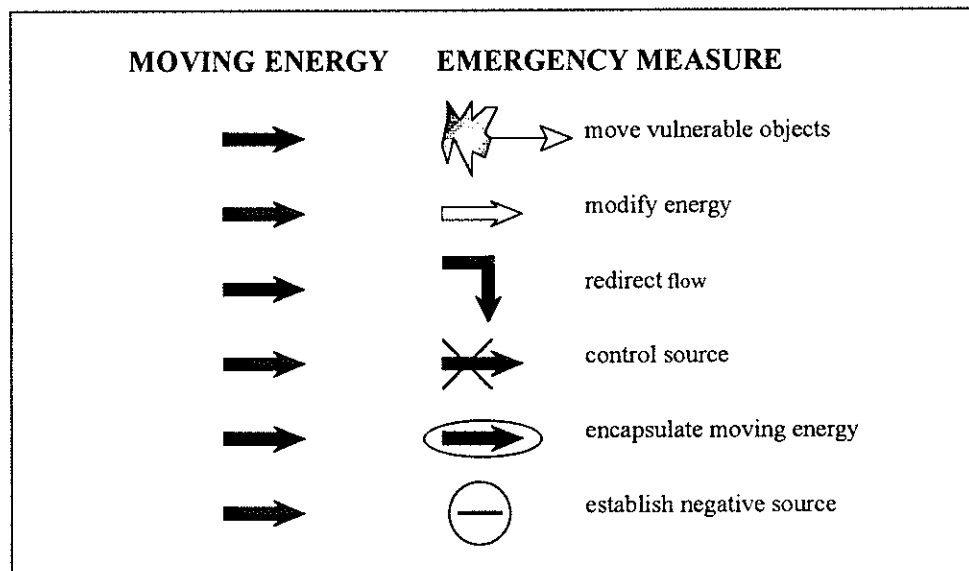 MOVING ENERGY EMERGENCY MEASURE
move vulnerable objects
modify energy
redirect flow
control source
encapsulate moving energy
establish negative source